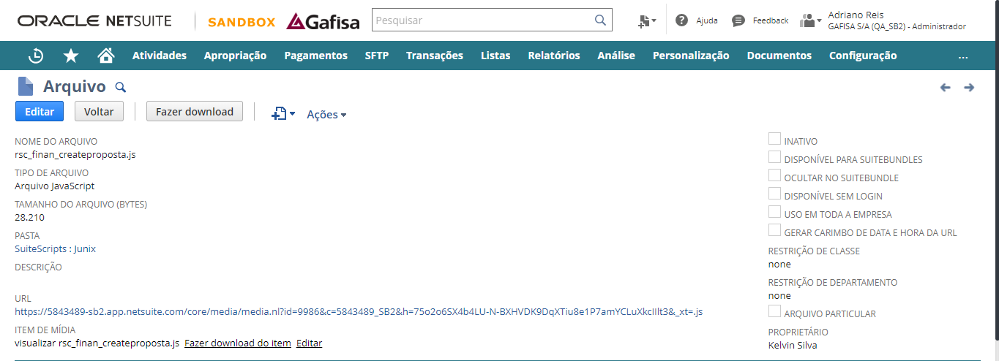 ORACLE NETSUITE SANDBOX Gafisa Pesquisar Ajuda Feedback Adriano Reis
GAFISA S/A (QA_SB2) - Administrador
Atividades Apropriação Pagamentos SFTP Transações Listas Relatórios Análise Personalização Documentos Configuração ...
Arquivo
Editar Voltar Fazer download Ações
NOME DO ARQUIVO
rsc_finan_createproposta.js
TIPO DE ARQUIVO
Arquivo JavaScript
TAMANHO DO ARQUIVO (BYTES)
28.210
PASTA
SuiteScripts : Junix
DESCRIÇÃO
URL
https://5843489-sb2.app.netsuite.com/core/media/media.nl?id=9986&c=5843489_SB2&h=75o2o6SX4b4LU-N-BXHVDK9DqXTiu8e1P7amYCLuXkcIIlt3&_xt=.js
ITEM DE MÍDIA
visualizar rsc_finan_createproposta.js Fazer download do item Editar
INATIVO
DISPONÍVEL PARA SUITEBUNDLES
OCULTAR NO SUITEBUNDLE
DISPONÍVEL SEM LOGIN
USO EM TODA A EMPRESA
GERAR CARIMBO DE DATA E HORA DA URL
RESTRIÇÃO DE CLASSE
none
RESTRIÇÃO DE DEPARTAMENTO
none
ARQUIVO PARTICULAR
PROPRIETÁRIO
Kelvin Silva